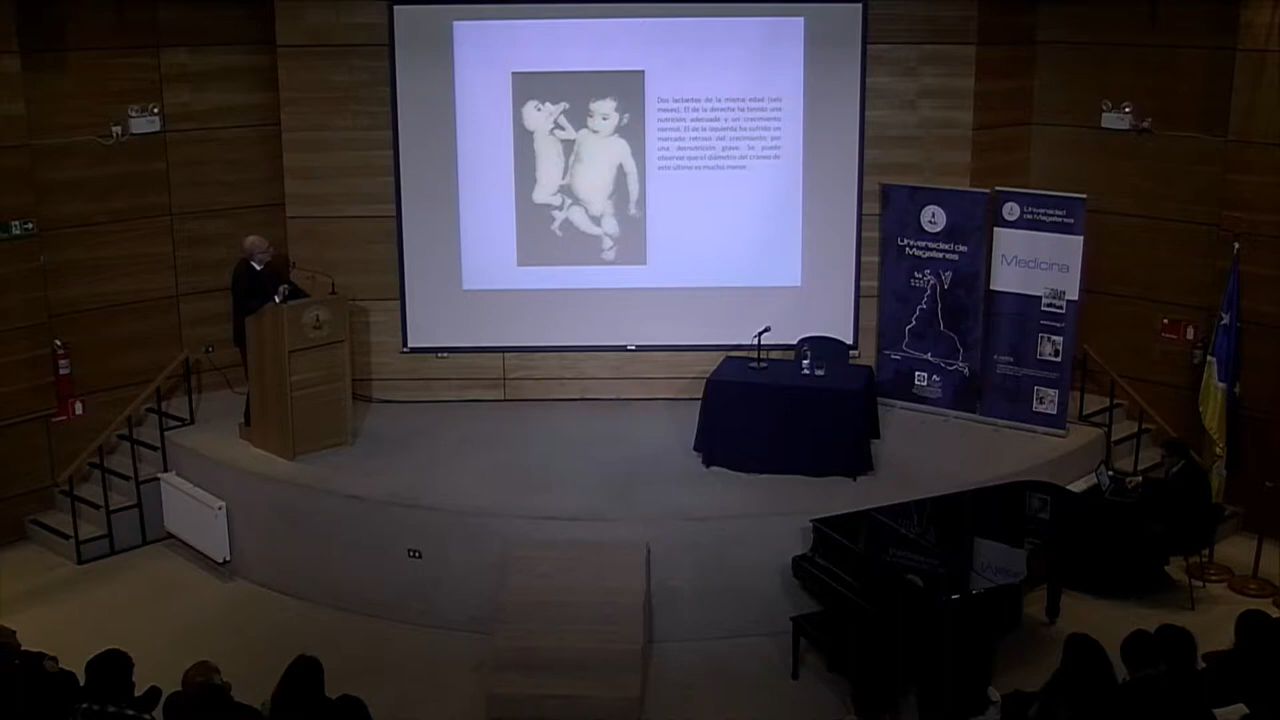 Dos lactantes de la misma edad (seis
meses). El de la derecha ha tenido una
nutrición adecuada y un crecimiento
normal. El de la izquierda ha sufrido un
marcado retraso del crecimiento por
una desnutrición grave. Se puede
observar que el diámetro del cráneo de
este último es mucho menor
Universidad de
Magallanes
Universidad
de Magallanes
Medicina